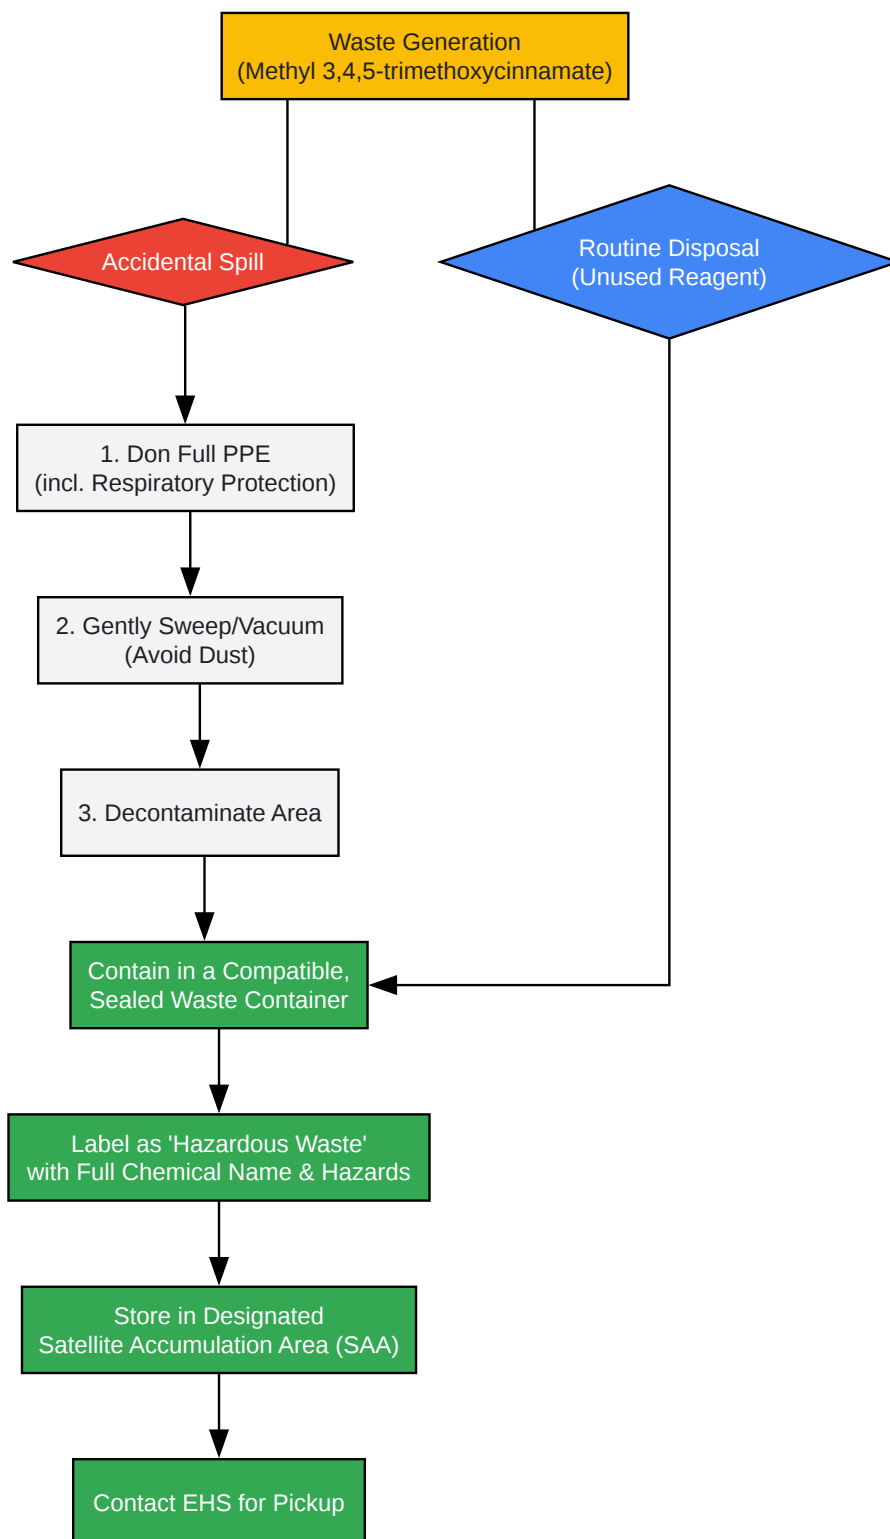 Waste Generation
(Methyl 3,4,5-trimethoxycinnamate)
Accidental Spill
Routine Disposal
(Unused Reagent)
1. Don Full PPE
(incl. Respiratory Protection)
2. Gently Sweep/Vacuum
(Avoid Dust)
3. Decontaminate Area
Contain in a Compatible,
Sealed Waste Container
Label as 'Hazardous Waste'
with Full Chemical Name & Hazards
Store in Designated
Satellite Accumulation Area (SAA)
Contact EHS for Pickup